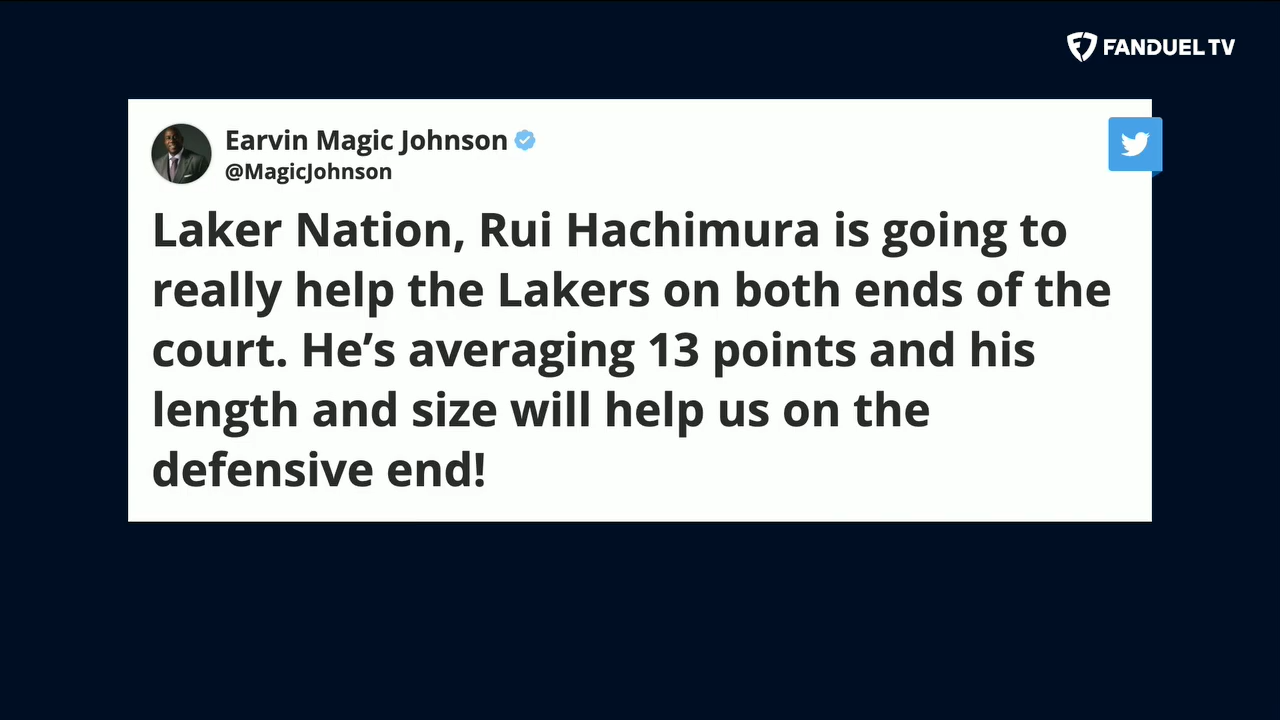 FANDUEL TV
Earvin Magic Johnson
@MagicJohnson
Laker Nation, Rui Hachimura is going to
really help the Lakers on both ends of the
court. He’s averaging 13 points and his
length and size will help us on the
defensive end!